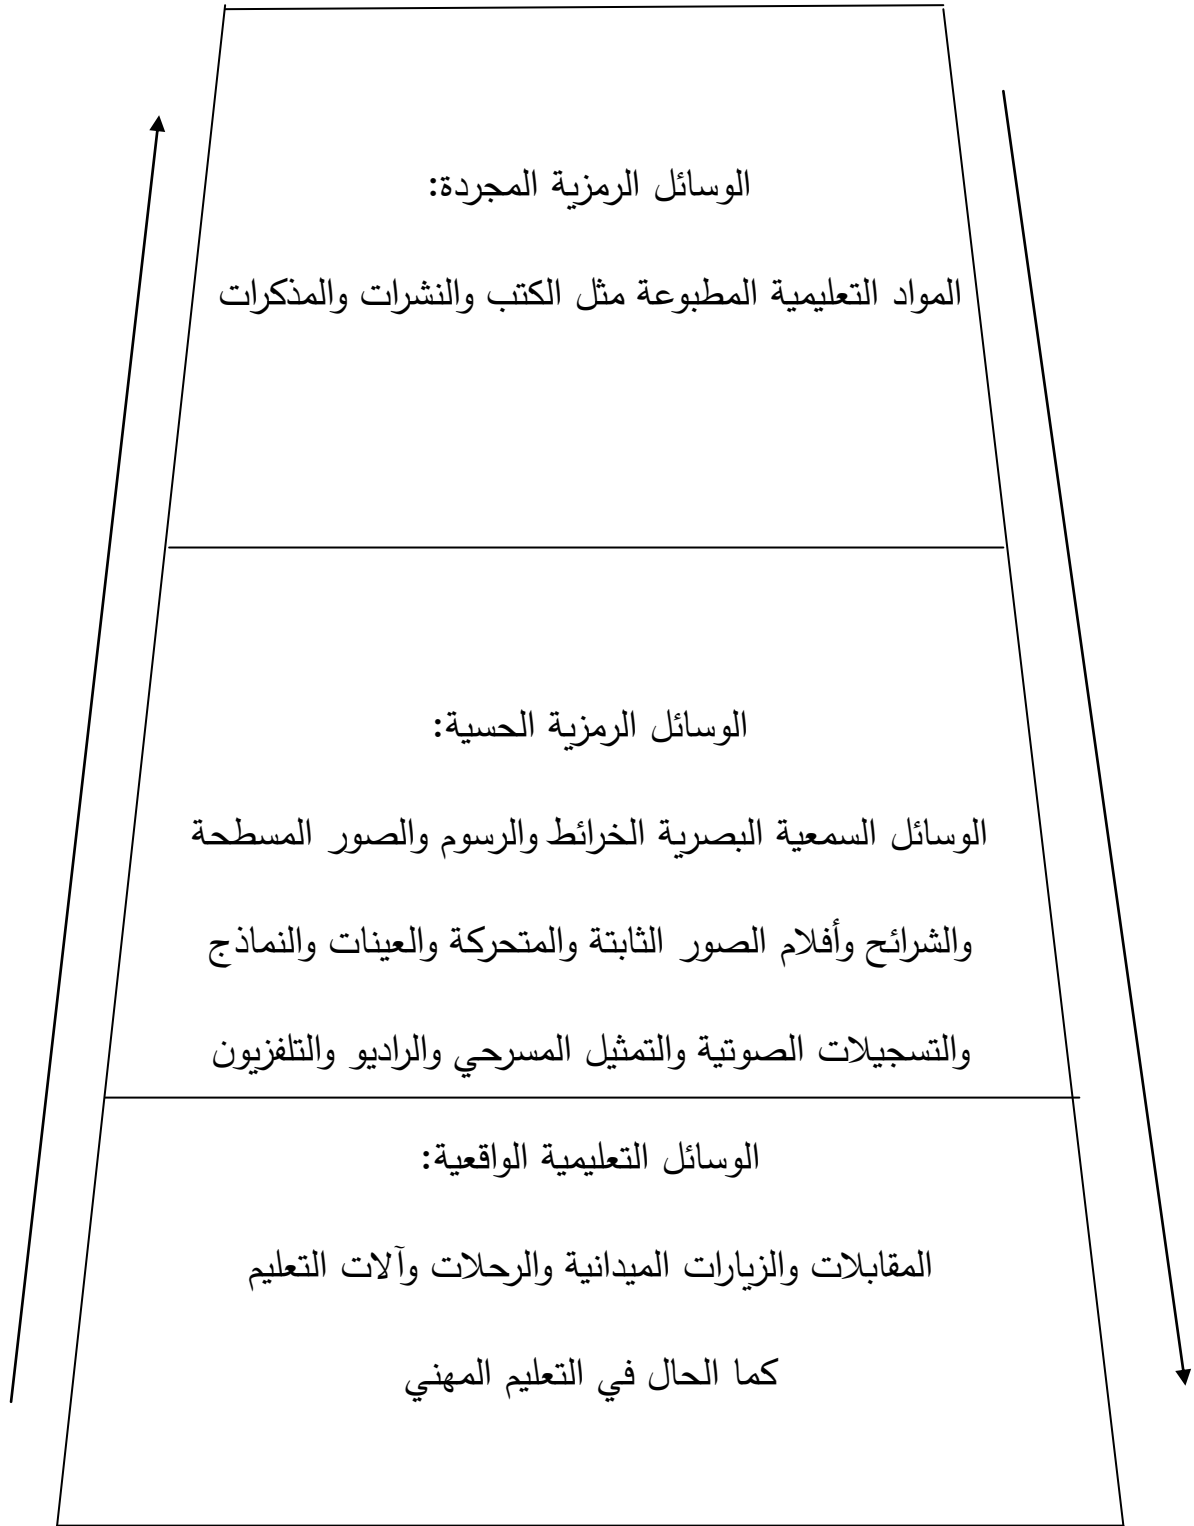 الوسائل الرمزية المجردة:
المواد التعليمية المطبوعة مثل الكتب والنشرات والمذكرات
الوسائل الرمزية الحسية:
الوسائل السمعية البصرية الخرائط والرسوم والصور المسطحة
والشرائح وأفلام الصور الثابتة والمتحركة والعينات والنماذج
والتسجيلات الصوتية والتمثيل المسرحي والراديو والتلفزيون
الوسائل التعليمية الواقعية:
المقابلات والزيارات الميدانية والرحلات وآلات التعليم
كما الحال في التعليم المهني